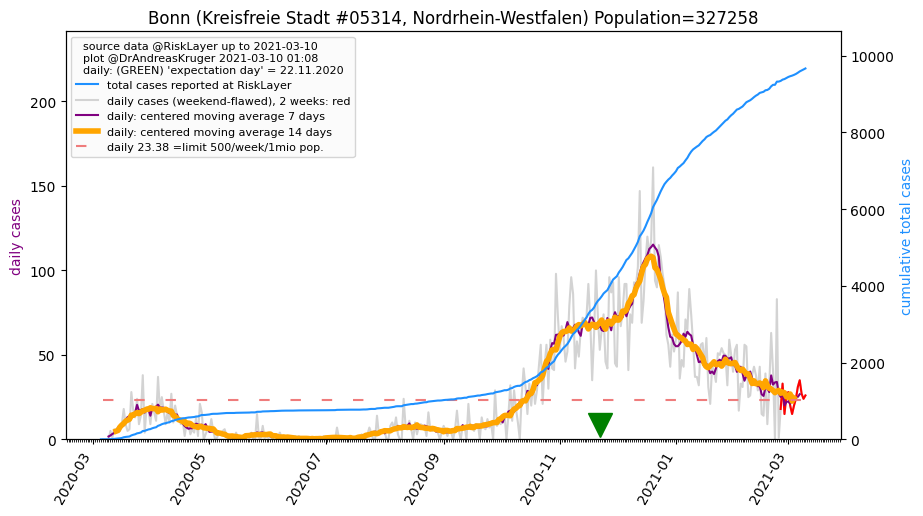 Bonn (Kreisfreie Stadt #05314, Nordrhein-Westfalen) Population=327258
source data @RiskLayer up to 2021-03-10
plot @DrAndreasKruger 2021-03-10 01:08
daily: (GREEN) 'expectation day' = 22.11.2020
total cases reported at RiskLayer
daily cases (weekend-flawed), 2 weeks: red
daily: centered moving average 7 days
daily: centered moving average 14 days
daily 23.38 =limit 500/week/1mio pop.
daily cases
200
150
100
50
0
cumulative total cases
10000
8000
6000
4000
2000
0
2020-03
2020-05
2020-07
2020-09
2020-11
2021-01
2021-03